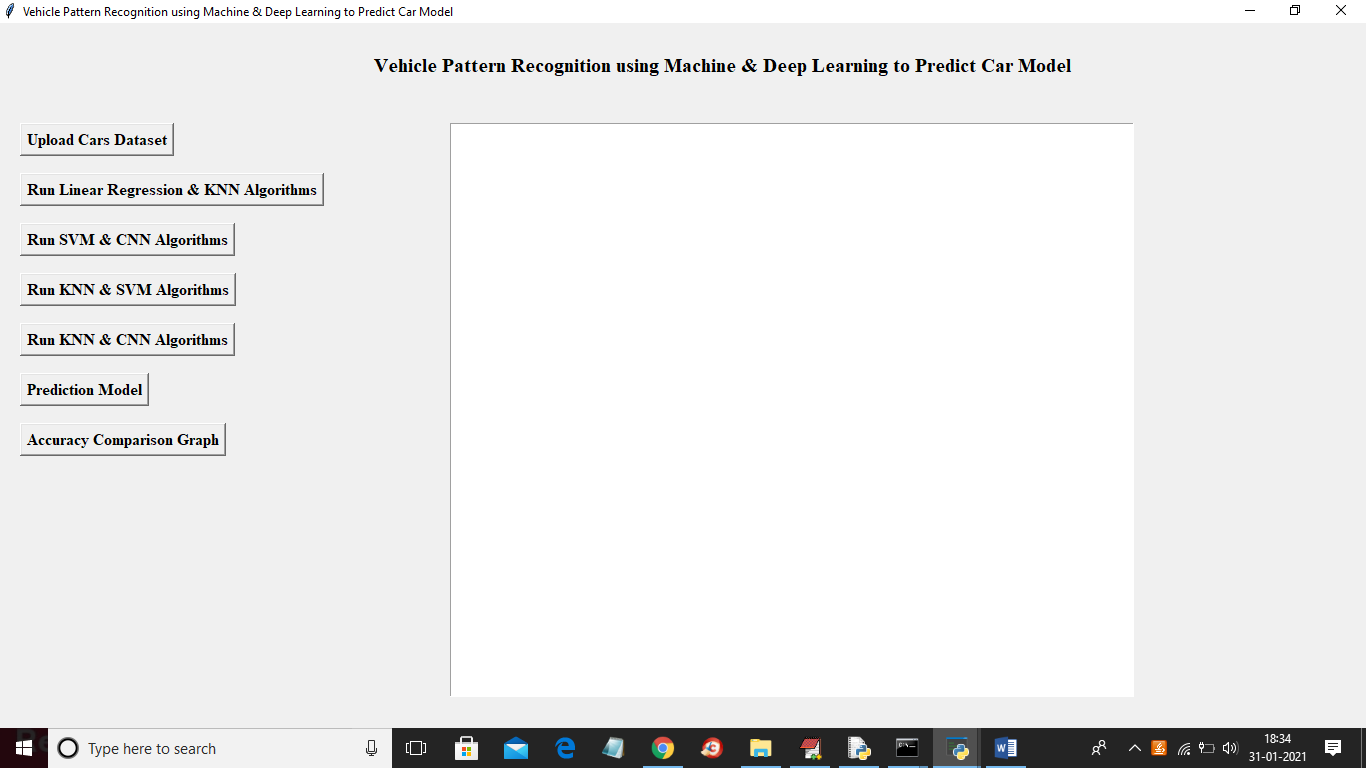 Vehicle Pattern Recognition using Machine & Deep Learning to Predict Car Model
Vehicle Pattern Recognition using Machine & Deep Learning to Predict Car Model
Upload Cars Dataset
Run Linear Regression & KNN Algorithms
Run SVM & CNN Algorithms
Run KNN & SVM Algorithms
Run KNN & CNN Algorithms
Prediction Model
Accuracy Comparison Graph
Type here to search
18:34
31-01-2021